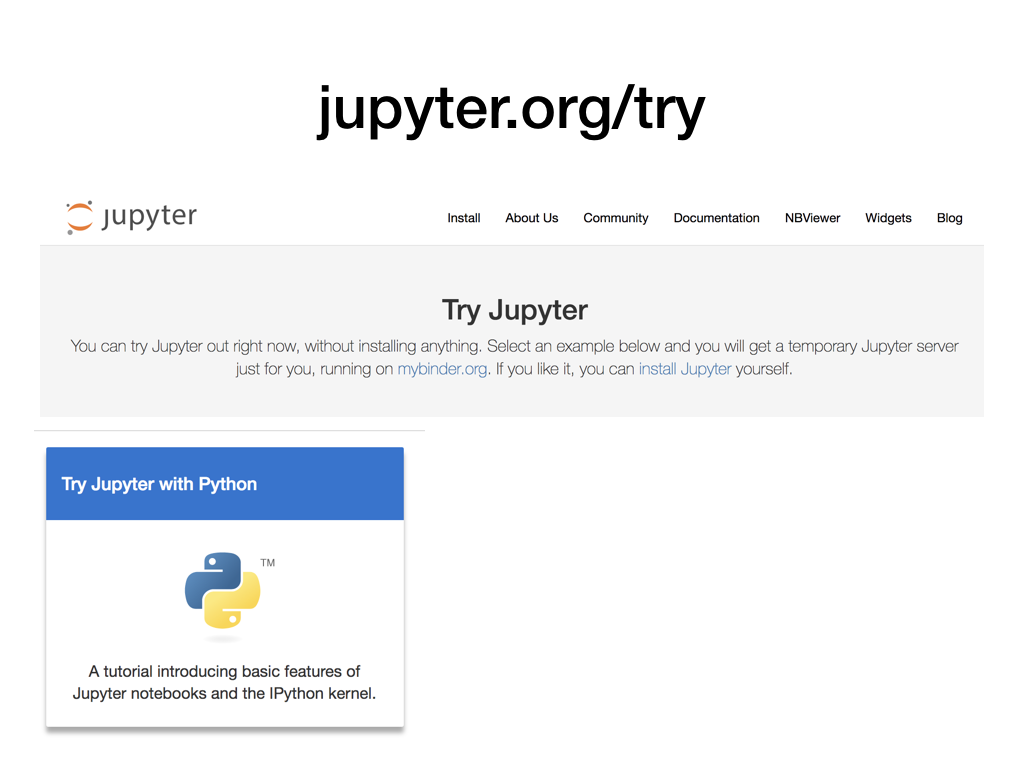 jupyter.org/try
jupyter
Install About Us Community Documentation NBViewer Widgets Blog
Try Jupyter
You can try Jupyter out right now, without installing anything. Select an example below and you will get a temporary Jupyter server
just for you, running on mybinder.org. If you like it, you can install Jupyter yourself.
Try Jupyter with Python
TM
A tutorial introducing basic features of
Jupyter notebooks and the IPython kernel.